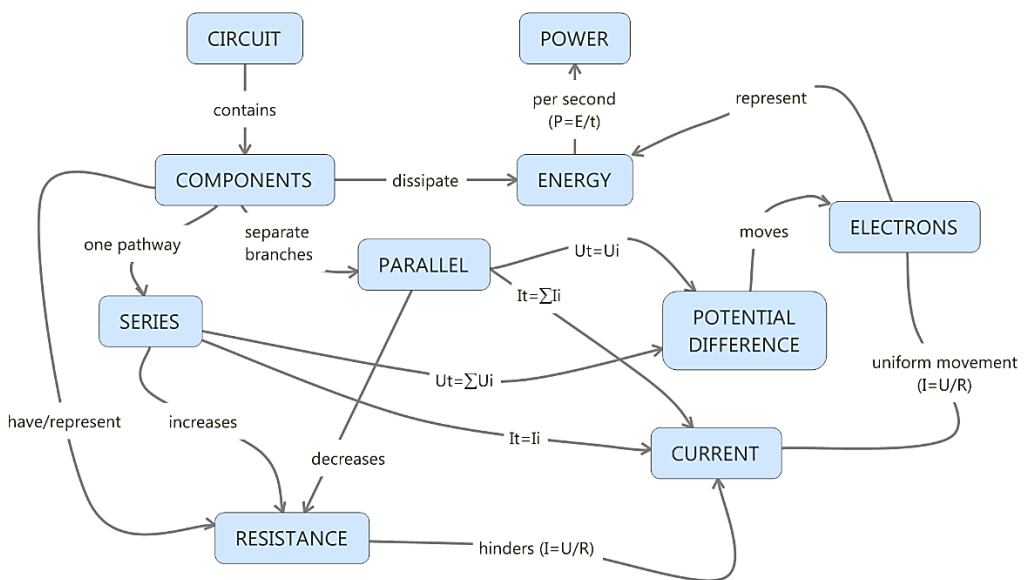 CIRCUIT
POWER
contains
per second
(P=E/t)
represent
COMPONENTS
dissipate
ENERGY
one pathway
separate
branches
PARALLEL
Ut=Ui
moves
ELECTRONS
It=∑Ii
SERIES
POTENTIAL
DIFFERENCE
Ut=∑Ui
uniform movement
(I=U/R)
have/represent
increases
It=Ii
CURRENT
decreases
RESISTANCE
hinders (I=U/R)